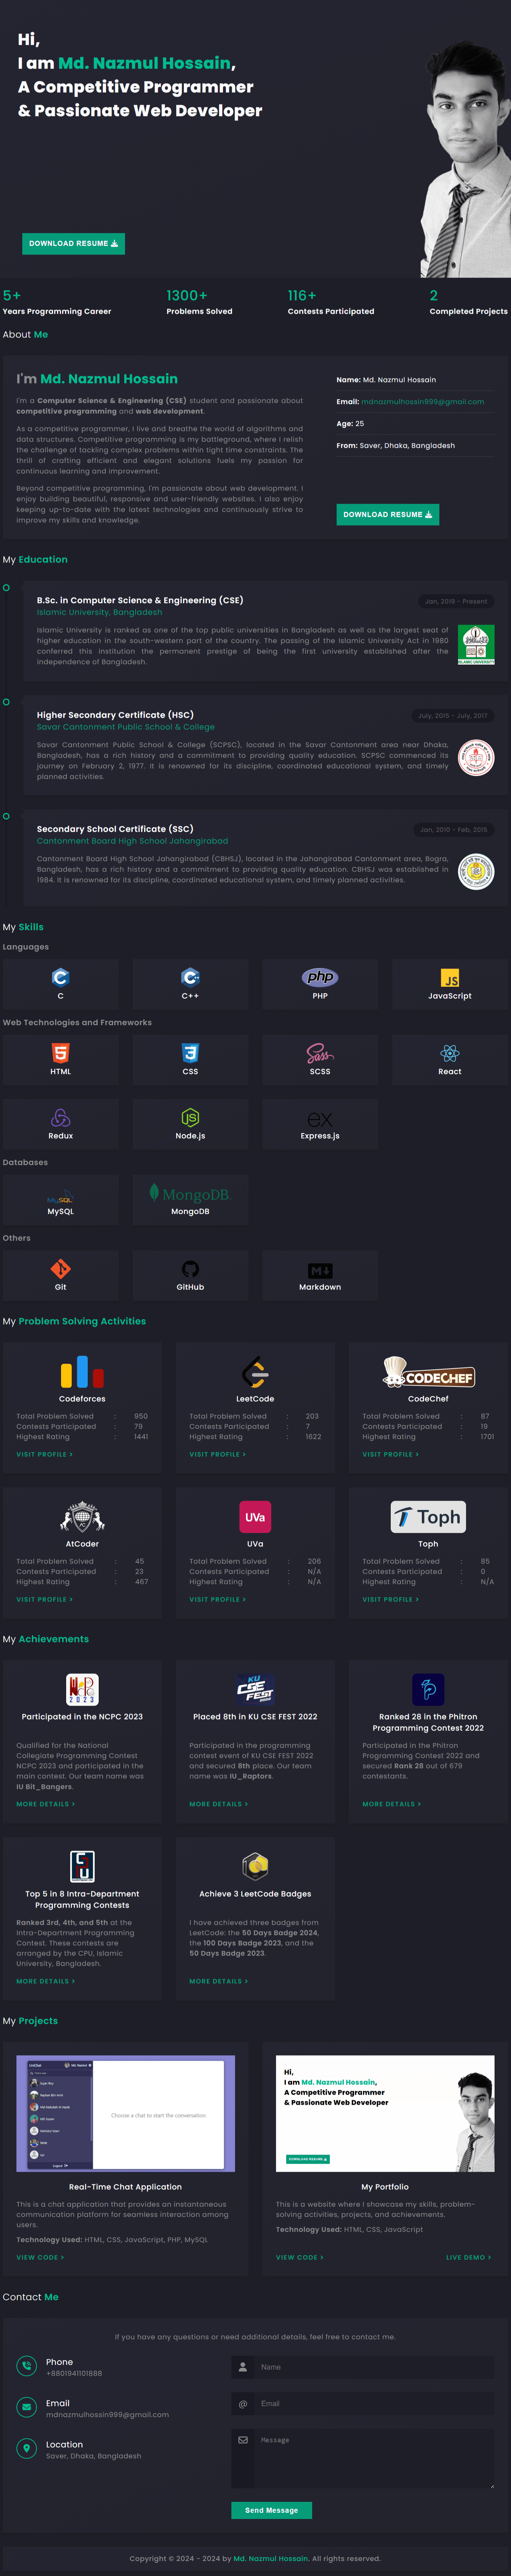 Hi,
I am Md. Nazmul Hossain,
A Competitive Programmer
& Passionate Web Developer
DOWNLOAD RESUME
5+
Years Programming Career
1300+
Problems Solved
116+
Contests Participated
2
Completed Projects
About Me
I'm Md. Nazmul Hossain
I'm a Computer Science & Engineering (CSE) student and passionate about
competitive programming and web development.
As a competitive programmer, I live and breathe the world of algorithms and
data structures. Competitive programming is my battleground, where I relish
the challenge of tackling complex problems within tight time constraints. The
thrill of crafting efficient and elegant solutions fuels my passion for
continuous learning and improvement.
Beyond competitive programming, I'm passionate about web development. I
enjoy building beautiful, responsive and user-friendly websites. I also enjoy
keeping up-to-date with the latest technologies and continuously strive to
improve my skills and knowledge.
Name: Md. Nazmul Hossain
Email: mdnazmulhossin999@gmail.com
Age: 25
From: Saver, Dhaka, Bangladesh
DOWNLOAD RESUME
My Education
B.Sc. in Computer Science & Engineering (CSE)
Jan, 2019 - Present
Islamic University, Bangladesh
Islamic University is ranked as one of the top public universities in Bangladesh as well as the largest seat of
higher education in the south-western part of the country. The passing of the Islamic University Act in 1980
conferred this institution the permanent prestige of being the first university established after the
independence of Bangladesh.
ISLAMIC UNIVERSITY
Higher Secondary Certificate (HSC)
July, 2015 - July, 2017
Savar Cantonment Public School & College
Savar Cantonment Public School & College (SCPSC), located in the Savar Cantonment area near Dhaka,
Bangladesh, has a rich history and a commitment to providing quality education. SCPSC commenced its
journey on February 2, 1977. It is renowned for its discipline, coordinated educational system, and timely
planned activities.
Secondary School Certificate (SSC)
Jan, 2010 - Feb, 2015
Cantonment Board High School Jahangirabad
Cantonment Board High School Jahangirabad (CBHSJ), located in the Jahangirabad Cantonment area, Bogra,
Bangladesh, has a rich history and a commitment to providing quality education. CBHSJ was established in
1984. It is renowned for its discipline, coordinated educational system, and timely planned activities.
My Skills
Languages
C
C++
PHP
JavaScript
Web Technologies and Frameworks
HTML
CSS
SCSS
React
Redux
Node.js
Express.js
Databases
MySQL
MongoDB
Others
Git
GitHub
Markdown
My Problem Solving Activities
Codeforces
Total Problem Solved : 950
Contests Participated : 79
Highest Rating : 1441
VISIT PROFILE >
LeetCode
Total Problem Solved : 203
Contests Participated : 7
Highest Rating : 1622
VISIT PROFILE >
CODECHEF
CodeChef
Total Problem Solved : 87
Contests Participated : 19
Highest Rating : 1701
VISIT PROFILE >
AtCoder
Total Problem Solved : 45
Contests Participated : 23
Highest Rating : 467
VISIT PROFILE >
UVa
UVa
Total Problem Solved : 206
Contests Participated : N/A
Highest Rating : N/A
VISIT PROFILE >
Toph
Toph
Total Problem Solved : 85
Contests Participated : 0
Highest Rating : N/A
VISIT PROFILE >
My Achievements
Participated in the NCPC 2023
Qualified for the National
Collegiate Programming Contest
NCPC 2023 and participated in the
main contest. Our team name was
IU Bit_Bangers.
MORE DETAILS >
KU
CSE
FEST
Placed 8th in KU CSE FEST 2022
Participated in the programming
contest event of KU CSE FEST 2022
and secured 8th place. Our team
name was IU_Raptors.
MORE DETAILS >
Ranked 28 in the Phitron
Programming Contest 2022
Participated in the Phitron
Programming Contest 2022 and
secured Rank 28 out of 679
contestants.
MORE DETAILS >
Top 5 in 8 Intra-Department
Programming Contests
Ranked 3rd, 4th, and 5th at the
Intra-Department Programming
Contest. These contests are
arranged by the CPU, Islamic
University, Bangladesh.
MORE DETAILS >
Achieve 3 LeetCode Badges
I have achieved three badges from
LeetCode: the 50 Days Badge 2024,
the 100 Days Badge 2023, and the
50 Days Badge 2023.
MORE DETAILS >
My Projects
Choose a chat to start the conversation
Real-Time Chat Application
This is a chat application that provides an instantaneous
communication platform for seamless interaction among
users.
Technology Used: HTML, CSS, JavaScript, PHP, MySQL
VIEW CODE >
Hi,
I am Md. Nazmul Hossain,
A Competitive Programmer
& Passionate Web Developer
DOWNLOAD RESUME
My Portfolio
This is a website where I showcase my skills, problem-
solving activities, projects, and achievements.
Technology Used: HTML, CSS, JavaScript
VIEW CODE >
LIVE DEMO >
Contact Me
If you have any questions or need additional details, feel free to contact me.
Phone
+8801941101888
Email
mdnazmulhossin999@gmail.com
Location
Saver, Dhaka, Bangladesh
Name
@ Email
Message
Send Message
Copyright © 2024 - 2024 by Md. Nazmul Hossain. All rights reserved.